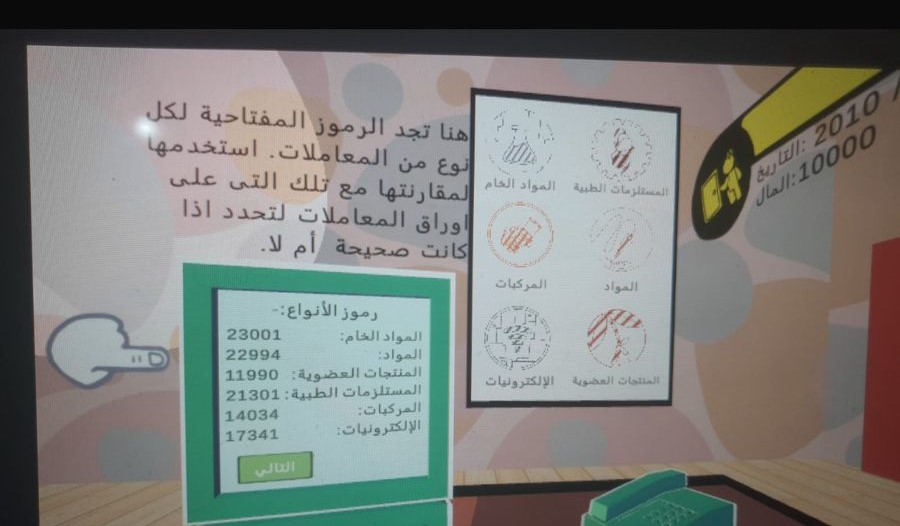 هنا تجد الرموز المفتاحية لكل
نوع من المعاملات. استخدمها
لمقارنتها مع تلك التى على
اوراق المعاملات لتحدد اذا
كانت صحيحة أم لا.
المواد الخام
المستلزمات الطبية
المركبات
المواد
الإلكترونيات
المنتجات العضوية
التاريخ: 2010 /
المال:10000
رموز الأنواع:-
المواد الخام: 23001
المواد: 22994
المنتجات العضوية: 11990
المستلزمات الطبية: 21301
المركبات: 14034
الإلكترونيات: 17341
التالي